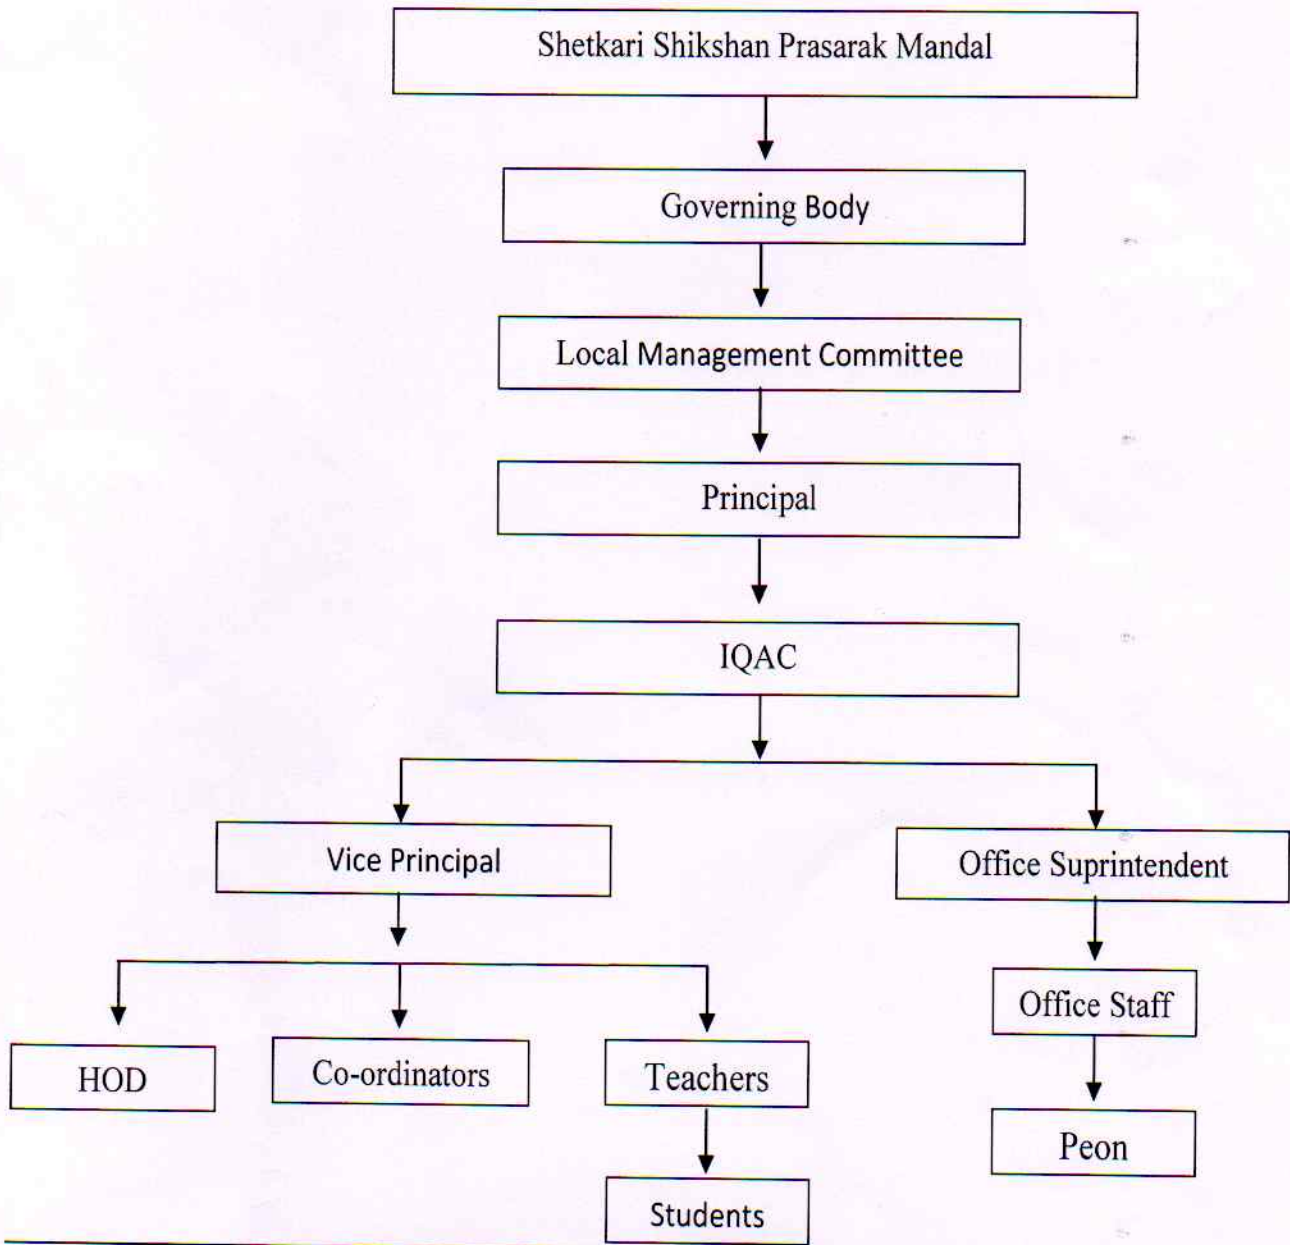 Shetkari Shikshan Prasarak Mandal
Governing Body
Local Management Committee
Principal
IQAC
Vice Principal
Office Suprintendent
HOD
Co-ordinators
Teachers
Students
Office Staff
Peon